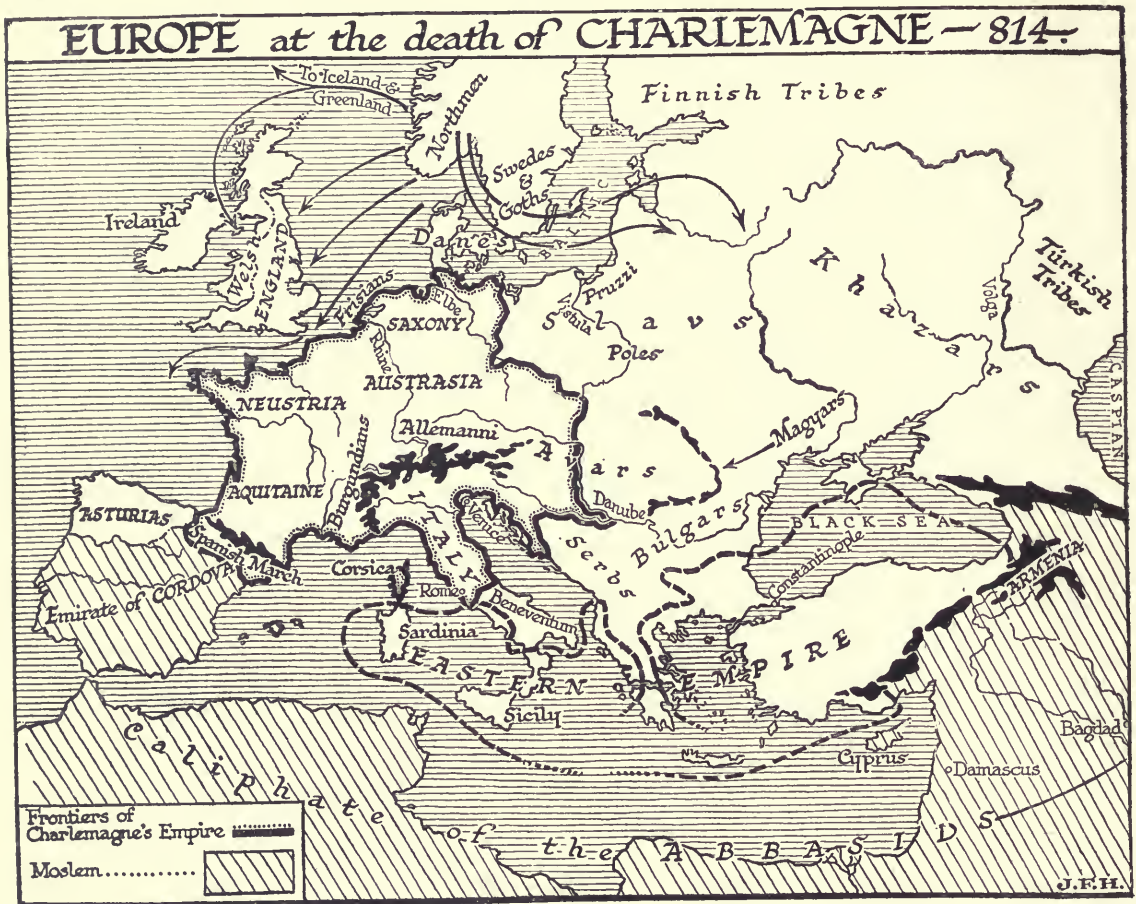 EUROPE at the death of CHARLEMAGNE — 814.
To Iceland &
Greenland
Northmen
Finnish Tribes
Swedes
&
Goths
BALTIC
Ireland
Danes
Welsh
ENGLAND
Frisians
Elbe
SAXONY
Rhine
Pruzzi
Vistula
Slavs
Poles
Khazars
Volga
Turkish
Tribes
CASPIAN
AUSTRASIA
NEUSTRIA
Allemanni
Burgundians
AQUITAINE
Avars
Magyars
Danube
Bulgars
Serbs
BLACK SEA
Constantinople
ARMENIA
ASTURIAS
Spanish March
Emirate of CORDOVA
ITALY
Venice
Corsica
Rome
Beneventum
Sardinia
EASTERN EMPIRE
Sicily
Cyprus
Bagdad
Damascus
Caliphate of the ABBASIDS
Frontiers of
Charlemagne's Empire
Moslem............
J.F.H.